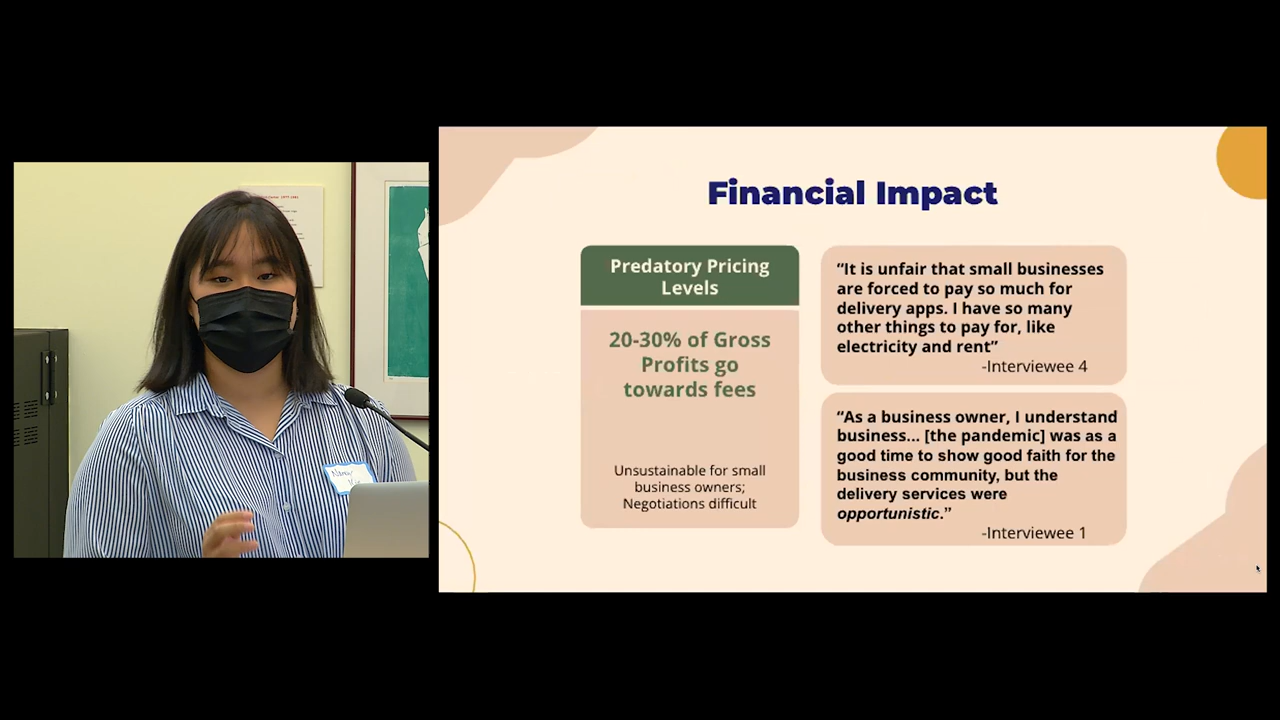 Financial Impact
Predatory Pricing
Levels
20-30% of Gross
Profits go
towards fees
Unsustainable for small
business owners;
Negotiations difficult
“It is unfair that small businesses
are forced to pay so much for
delivery apps. I have so many
other things to pay for, like
electricity and rent”
-Interviewee 4
“As a business owner, I understand
business... [the pandemic] was as a
good time to show good faith for the
business community, but the
delivery services were
opportunistic.”
-Interviewee 1